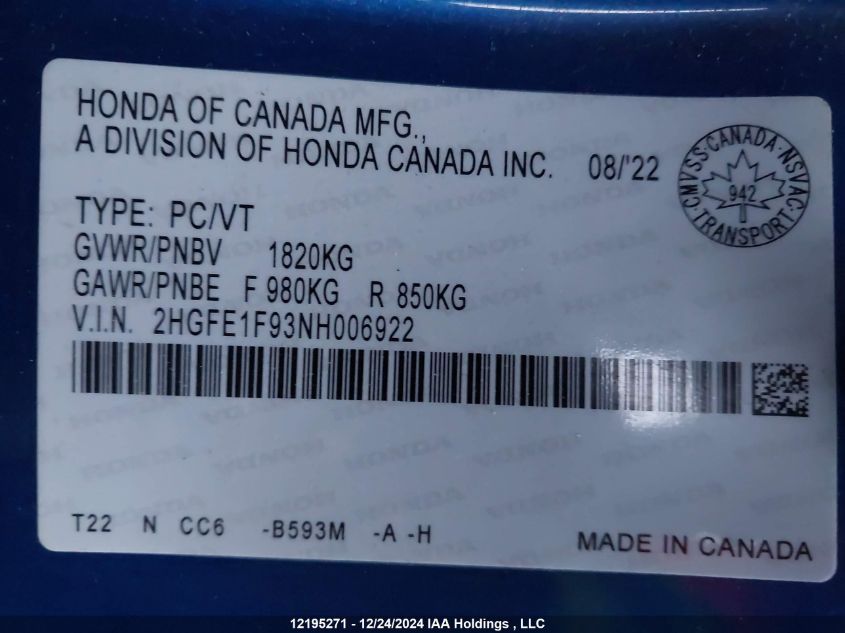 HONDA OF CANADA MFG.,
A DIVISION OF HONDA CANADA INC. 08/'22
CMVSS·CANADA·NSVAC·TRANSPORT·
942
TYPE: PC/VT
GVWR/PNBV 1820KG
GAWR/PNBE F 980KG R 850KG
V.I.N. 2HGFE1F93NH006922
T22 N CC6 -B593M -A -H
MADE IN CANADA
12195271 - 12/24/2024 IAA Holdings , LLC